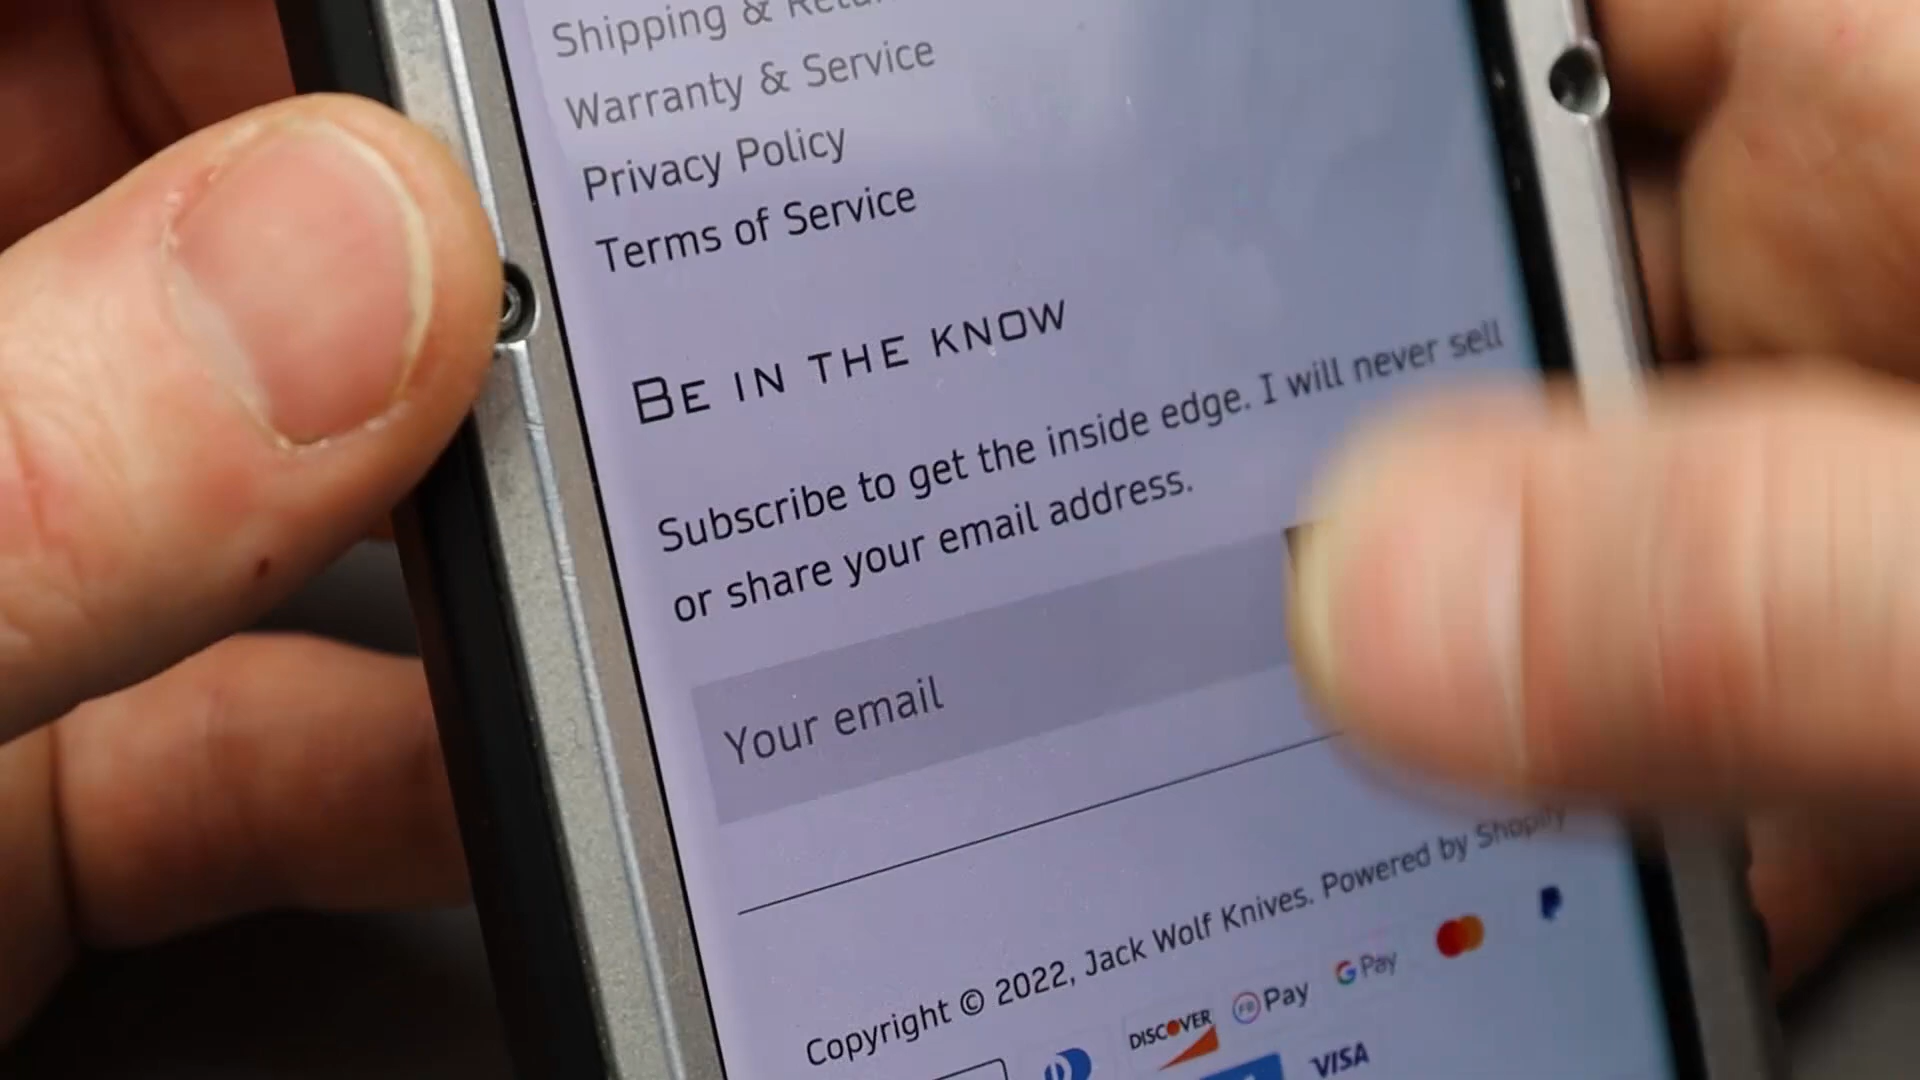 Shipping &
Warranty & Service
Privacy Policy
Terms of Service
BE IN THE KNOW
Subscribe to get the inside edge. I will never sell
or share your email address.
Your email
Copyright © 2022, Jack Wolf Knives. Powered by Shopify
DISCOVER
Pay
G Pay
VISA